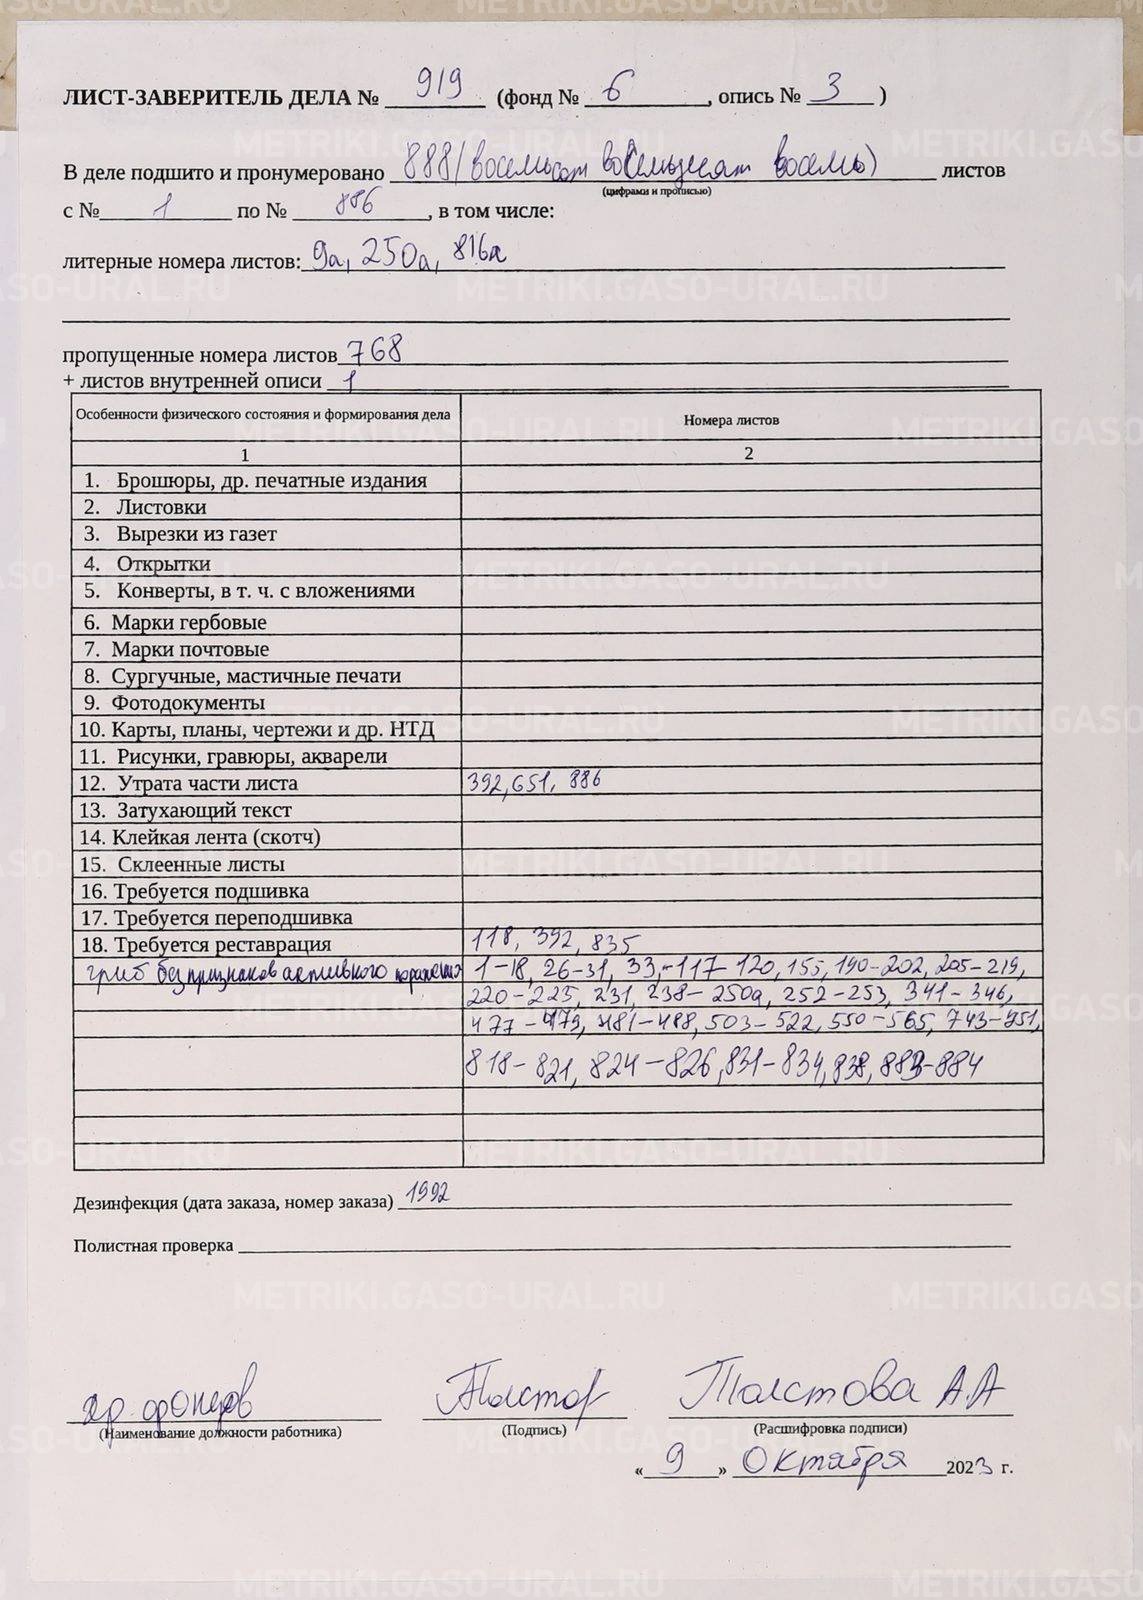 ЛИСТ-ЗАВЕРИТЕЛЬ ДЕЛА № 919 (фонд № 6, опись № 3)
В деле подшито и пронумеровано 888 (восемьсот восемьдесят восемь) листов
(цифрами и прописью)
с № 1 по № 886, в том числе:
литерные номера листов: 9а, 250а, 816а
пропущенные номера листов 768
+ листов внутренней описи 1
Особенности физического состояния и формирования дела Номера листов
1 2
1. Брошюры, др. печатные издания
2. Листовки
3. Вырезки из газет
4. Открытки
5. Конверты, в т. ч. с вложениями
6. Марки гербовые
7. Марки почтовые
8. Сургучные, мастичные печати
9. Фотодокументы
10. Карты, планы, чертежи и др. НТД
11. Рисунки, гравюры, акварели
12. Утрата части листа 392, 651, 886
13. Затухающий текст
14. Клейкая лента (скотч)
15. Склеенные листы
16. Требуется подшивка
17. Требуется переподшивка
18. Требуется реставрация 118, 392, 835
гриб без признаков активного поражения 1-18, 26-31, 33, -117-120, 155, 190-202, 205-219,
220-225, 231, 238-250а, 252-253, 341-346,
477-479, 481-488, 503-522, 550-565, 743-751,
818-821, 824-826, 831-834, 838, 883-884
Дезинфекция (дата заказа, номер заказа) 1992
Полистная проверка
хр. фондов Толстов Толстова А.А
(Наименование должности работника) (Подпись) (Расшифровка подписи)
« 9 » Октября 2023 г.
METRIKI.GASO-URAL.RU